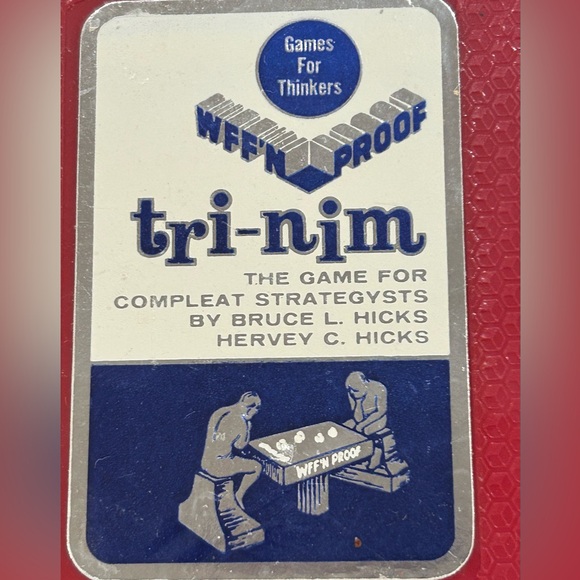 Games
For
Thinkers
WFF'N PROOF
tri-nim
THE GAME FOR
COMPLEAT STRATEGYSTS
BY BRUCE L. HICKS
HERVEY C. HICKS
WFF'N PROOF